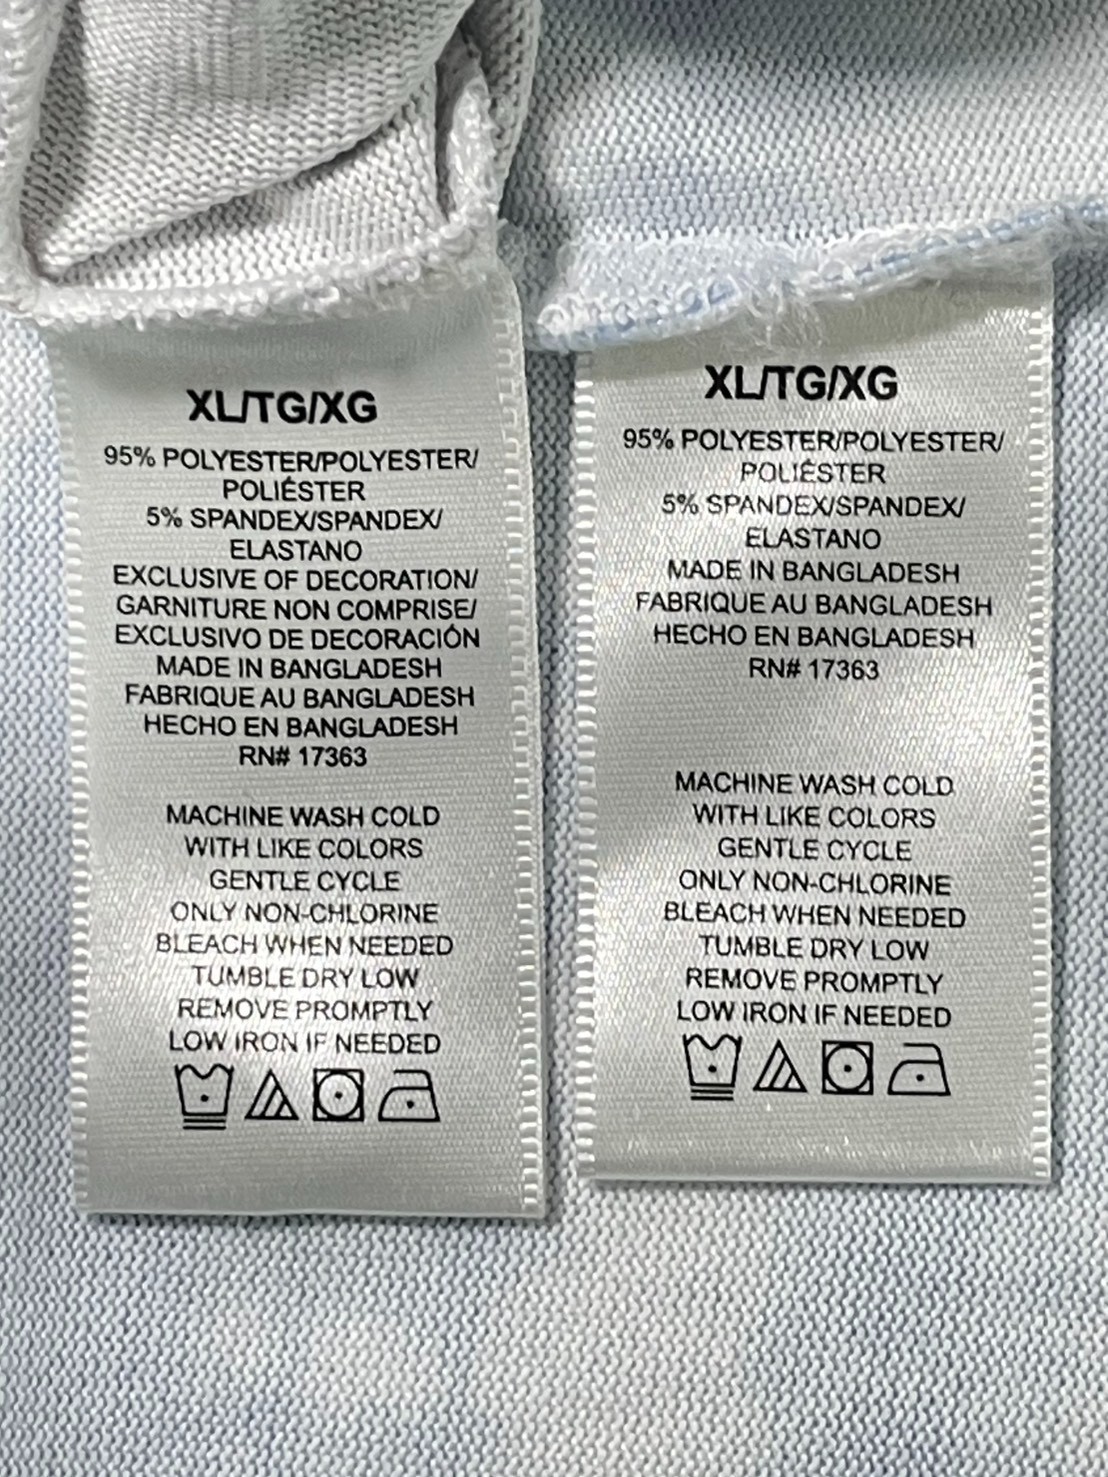 XL/TG/XG
95% POLYESTER/POLYESTER/
POLIÉSTER
5% SPANDEX/SPANDEX/
ELASTANO
EXCLUSIVE OF DECORATION/
GARNITURE NON COMPRISE/
EXCLUSIVO DE DECORACIÓN
MADE IN BANGLADESH
FABRIQUE AU BANGLADESH
HECHO EN BANGLADESH
RN# 17363
MACHINE WASH COLD
WITH LIKE COLORS
GENTLE CYCLE
ONLY NON-CHLORINE
BLEACH WHEN NEEDED
TUMBLE DRY LOW
REMOVE PROMPTLY
LOW IRON IF NEEDED
XL/TG/XG
95% POLYESTER/POLYESTER/
POLIÉSTER
5% SPANDEX/SPANDEX/
ELASTANO
MADE IN BANGLADESH
FABRIQUE AU BANGLADESH
HECHO EN BANGLADESH
RN# 17363
MACHINE WASH COLD
WITH LIKE COLORS
GENTLE CYCLE
ONLY NON-CHLORINE
BLEACH WHEN NEEDED
TUMBLE DRY LOW
REMOVE PROMPTLY
LOW IRON IF NEEDED